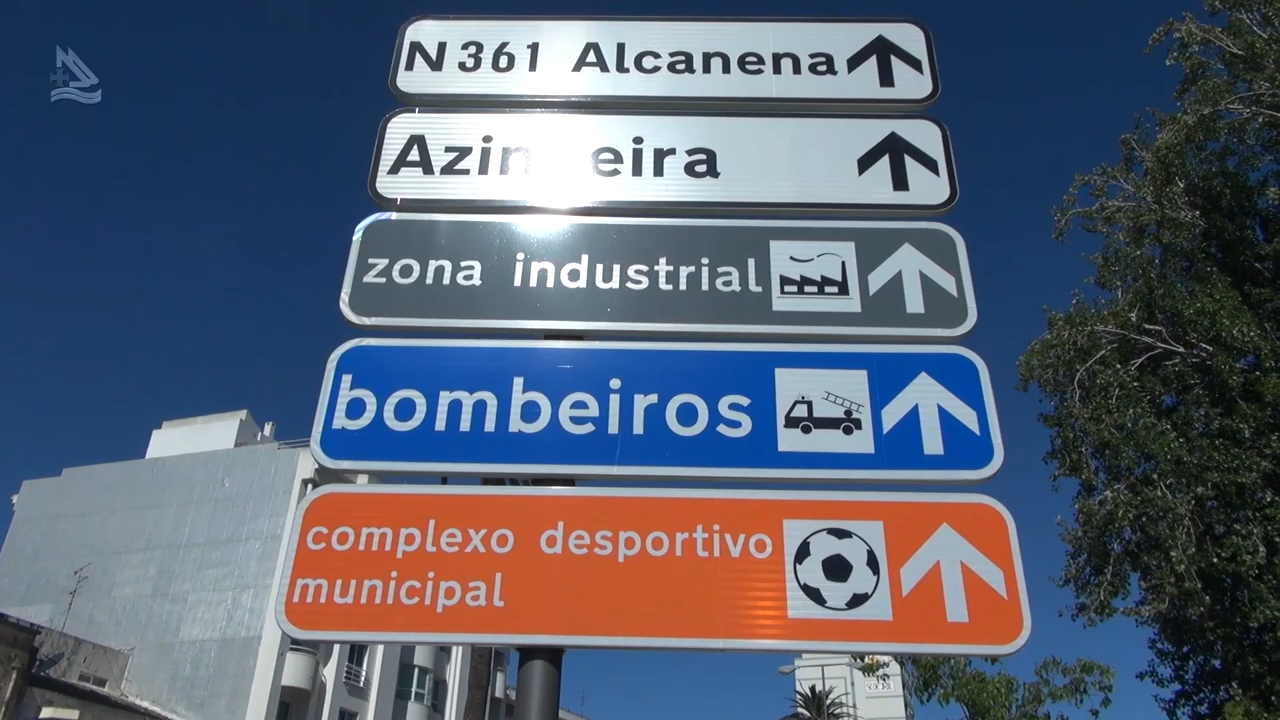 N361 Alcanena
zona industrial
bombeiros
complexo desportivo
municipal